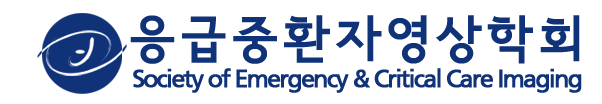 응급중환자영상학회
Society of Emergency & Critical Care Imaging